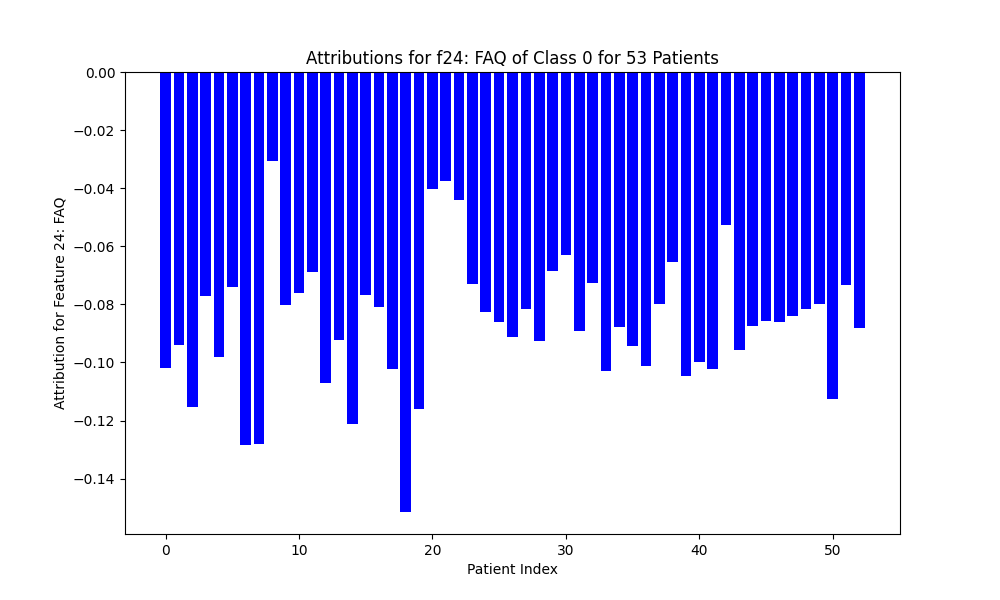 Attributions for f24: FAQ of Class 0 for 53 Patients
Attribution for Feature 24: FAQ
0.00
−0.02
−0.04
−0.06
−0.08
−0.10
−0.12
−0.14
0 10 20 30 40 50
Patient Index